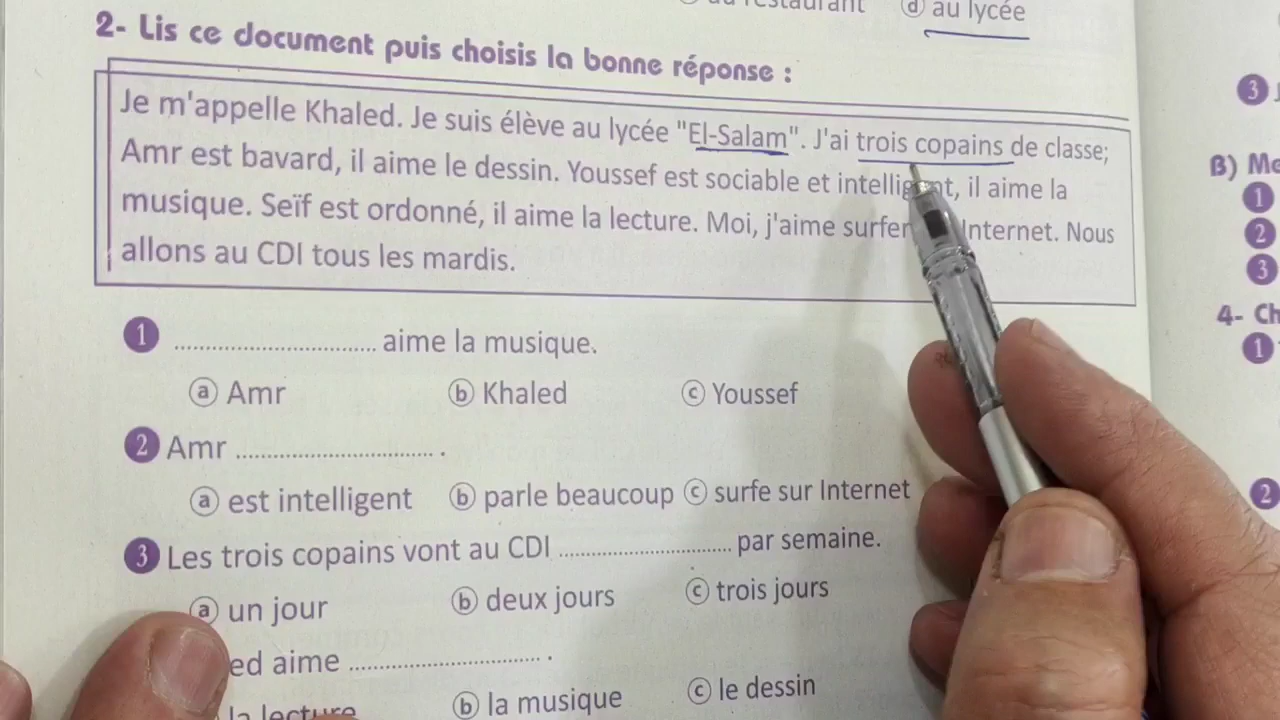 restaurant ⓓ au lycée
2- Lis ce document puis choisis la bonne réponse :
Je m'appelle Khaled. Je suis élève au lycée "El-Salam". J'ai trois copains de classe;
Amr est bavard, il aime le dessin. Youssef est sociable et intelligent, il aime la
musique. Seïf est ordonné, il aime la lecture. Moi, j'aime surfer Internet. Nous
allons au CDI tous les mardis.
1 .............................. aime la musique.
ⓐ Amr ⓑ Khaled ⓒ Youssef
2 Amr .............................. .
ⓐ est intelligent ⓑ parle beaucoup ⓒ surfe sur Internet
3 Les trois copains vont au CDI .......................... par semaine.
ⓐ un jour ⓑ deux jours ⓒ trois jours
aime ............................. .
la lecture ⓑ la musique ⓒ le dessin
3
B)
1
2
3
4-
1
2